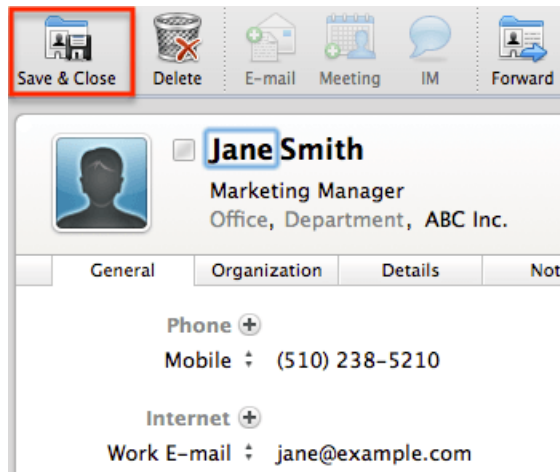 Save & Close Delete E-mail Meeting IM Forward
Jane Smith
Marketing Manager
Office, Department, ABC Inc.
General Organization Details Not
Phone
Mobile (510) 238-5210
Internet
Work E-mail jane@example.com